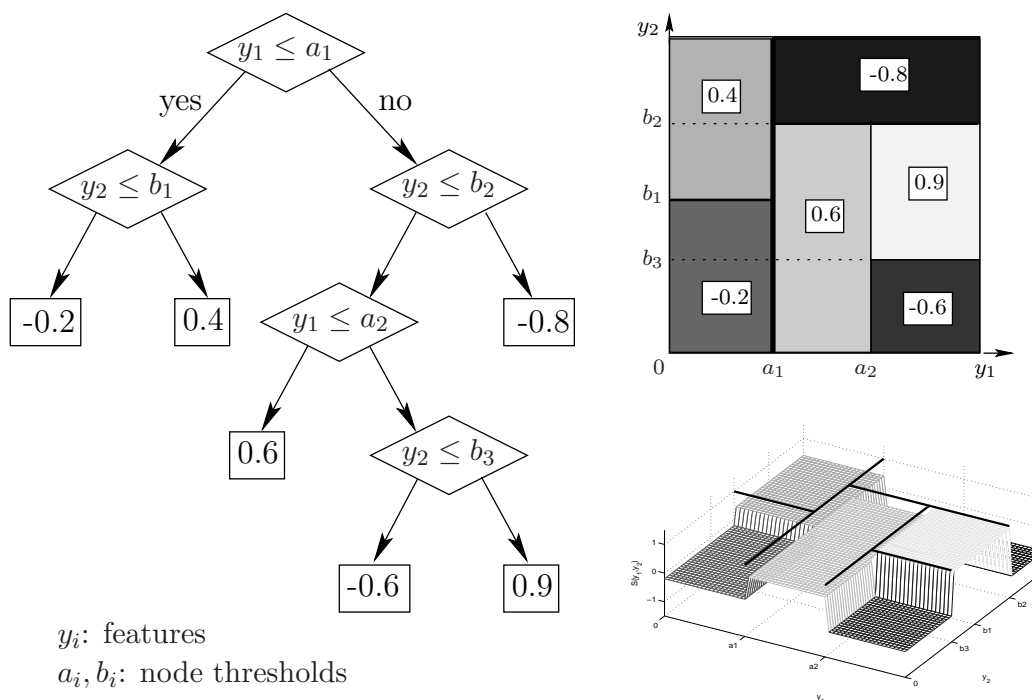 y₁ ≤ a₁
yes
no
y₂ ≤ b₁
y₂ ≤ b₂
-0.2
0.4
y₁ ≤ a₂
-0.8
0.6
y₂ ≤ b₃
-0.6
0.9
yᵢ: features
aᵢ, bᵢ: node thresholds
y₂
-0.8
0.4
b₂
0.9
b₁
0.6
b₃
-0.2
-0.6
0
a₁
a₂
y₁
S(y₁,y₂)
1
0
−1
0
a1
a2
0
b3
b1
b2
y₂